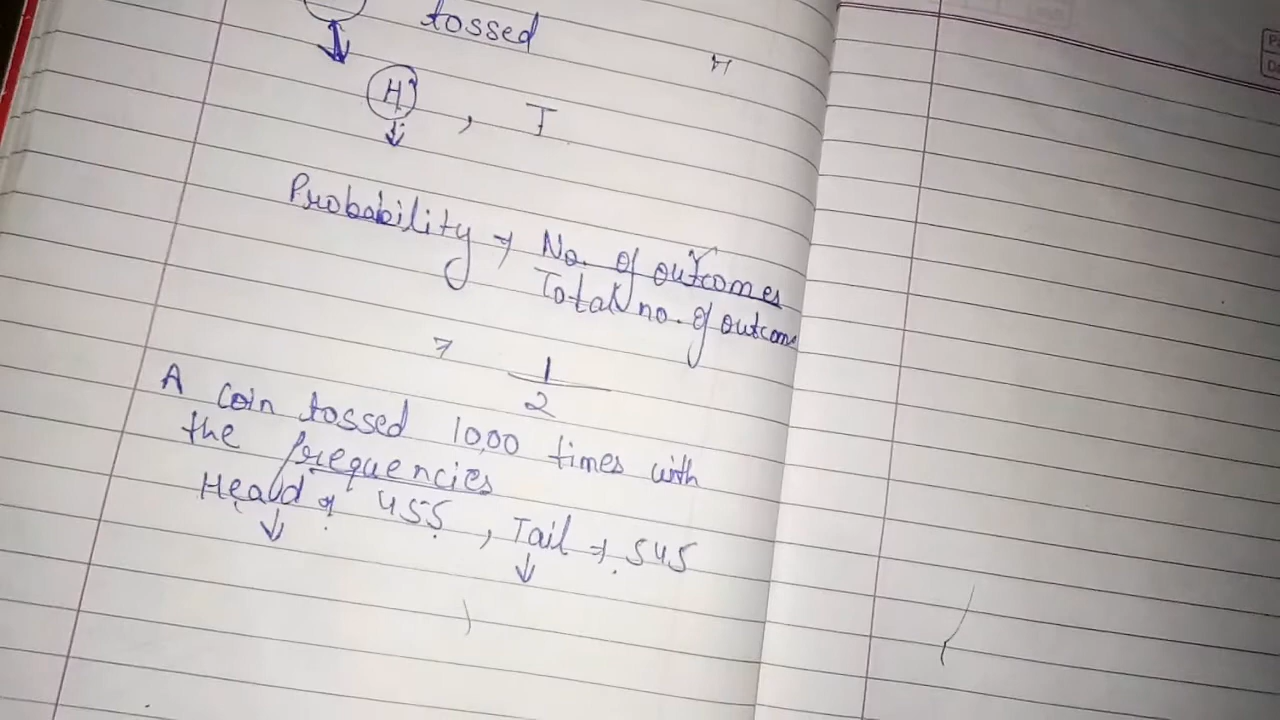 tossed
H , T
Probability → No. of outcomes
Total no. of outcom
→ 1
2
A coin tossed 1000 times with
the frequencies
Head → 455 , Tail → 545